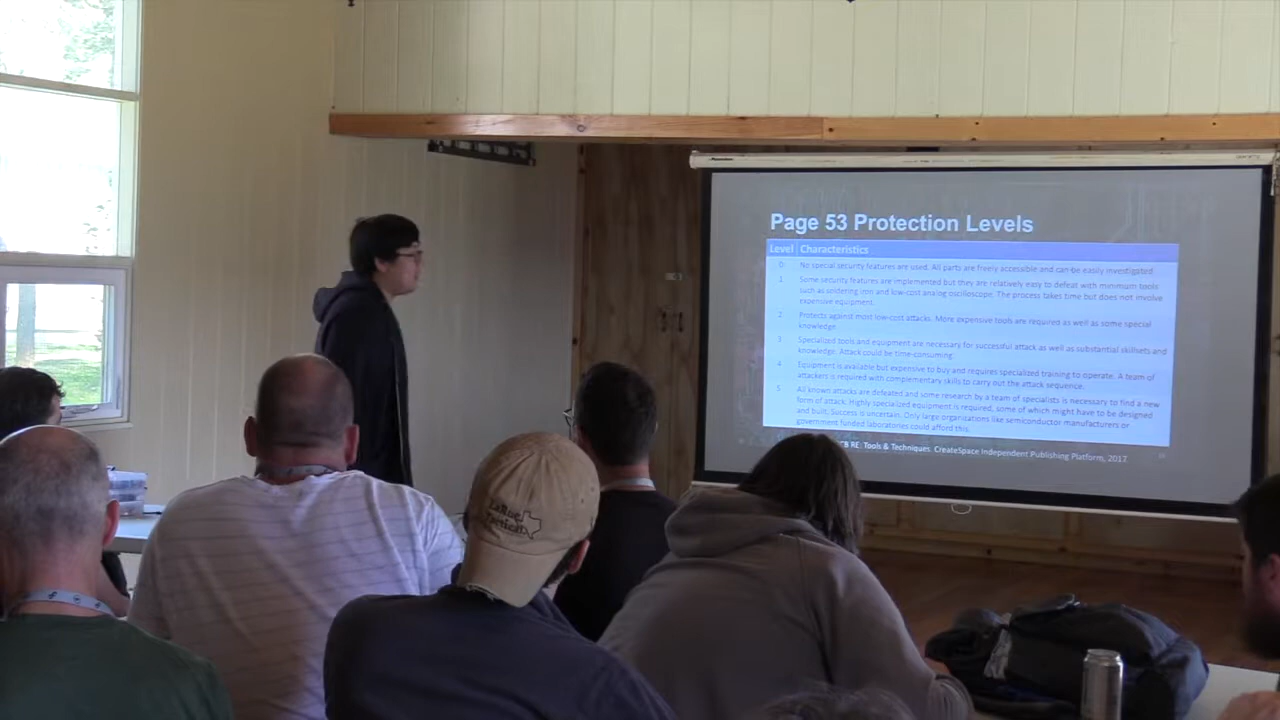 Page 53 Protection Levels
Level Characteristics
0 No special security features are used. All parts are freely accessible and can be easily investigated
1 Some security features are implemented but they are relatively easy to defeat with minimum tools
such as soldering iron and low-cost analog oscilloscope. The process takes time but does not involve
expensive equipment.
2 Protects against most low-cost attacks. More expensive tools are required as well as some special
knowledge.
3 Specialized tools and equipment are necessary for successful attack as well as substantial skillsets and
knowledge. Attack could be time-consuming.
4 Equipment is available but expensive to buy and requires specialized training to operate. A team of
attackers is required with complementary skills to carry out the attack sequence.
5 All known attacks are defeated and some research by a team of specialists is necessary to find a new
form of attack. Highly specialized equipment is required, some of which might have to be designed
and built. Success is uncertain. Only large organizations like semiconductor manufacturers or
government funded laboratories could afford this.
RE: Tools & Techniques. CreateSpace Independent Publishing Platform, 2017.
LaRue
Tactical